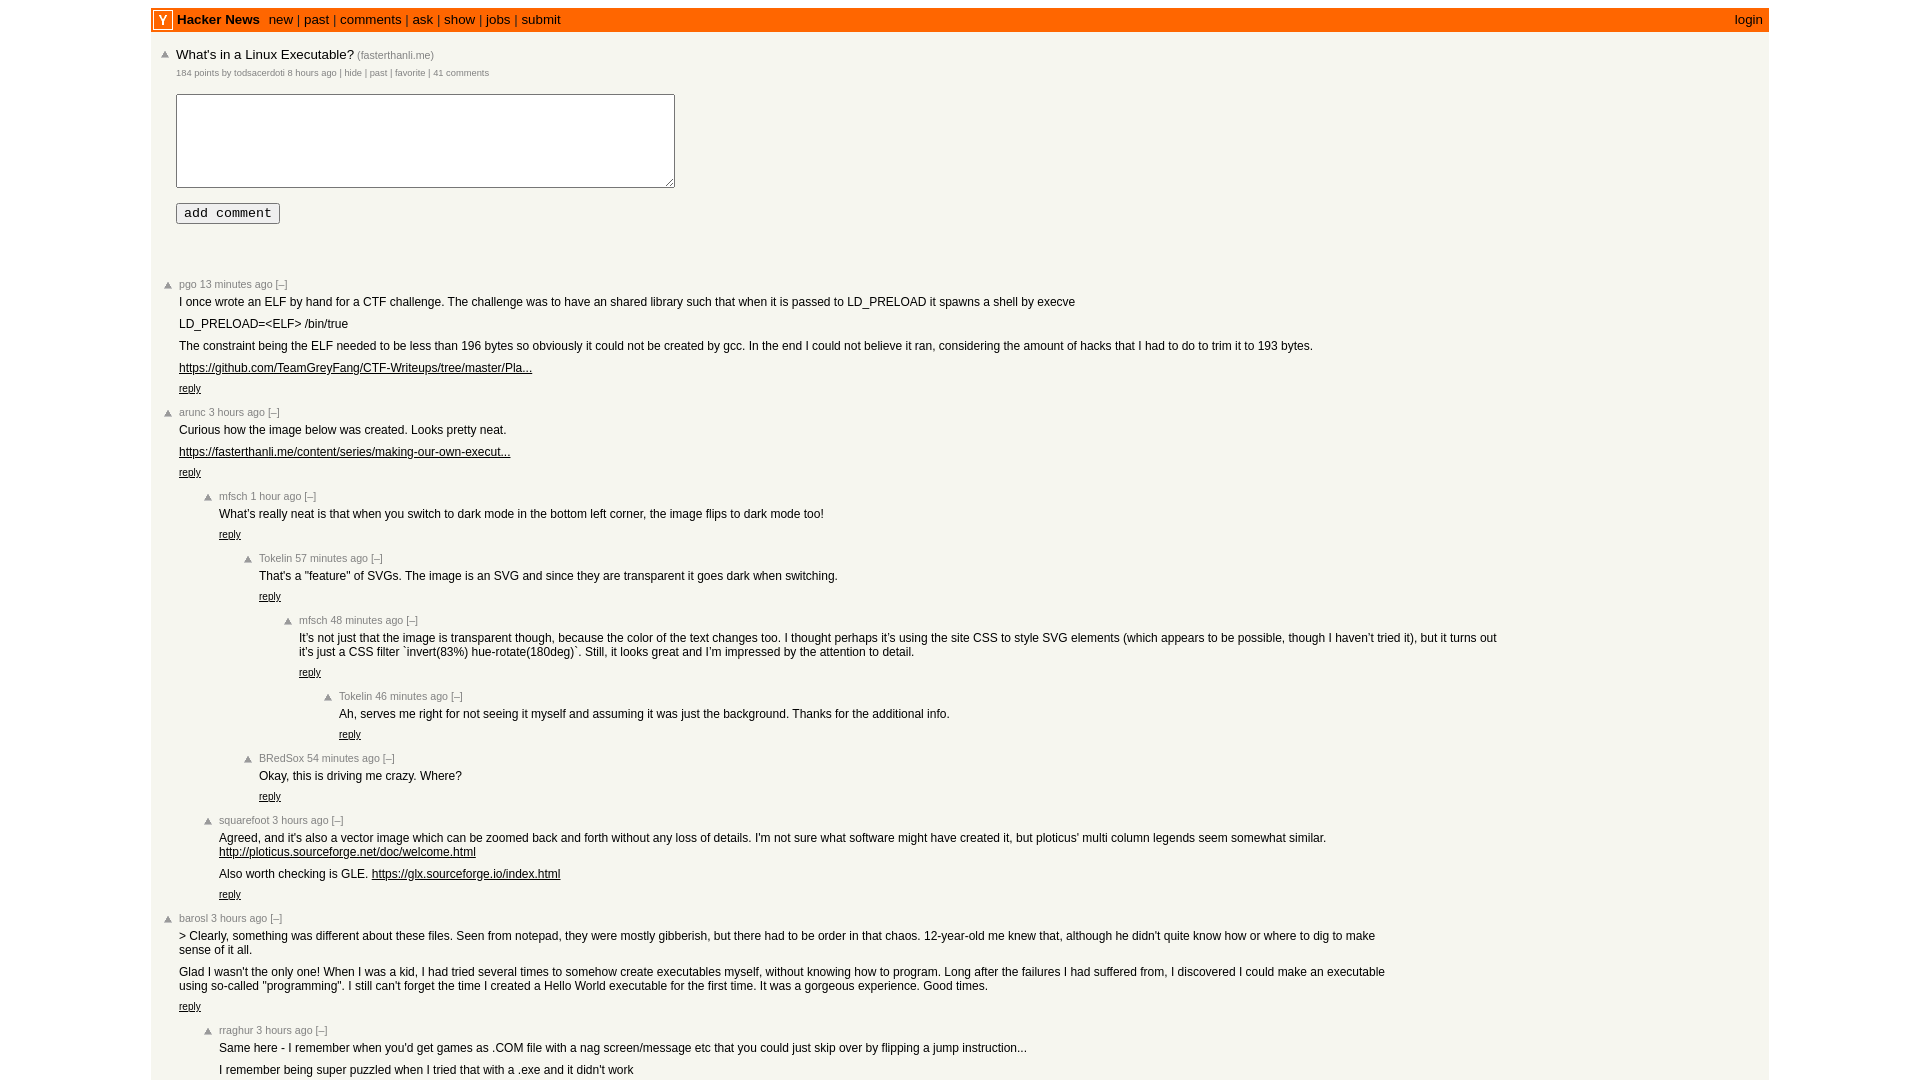 Y Hacker News new | past | comments | ask | show | jobs | submit login
What's in a Linux Executable? (fasterthanli.me)
184 points by todsacerdoti 8 hours ago | hide | past | favorite | 41 comments
add comment
pgo 13 minutes ago [–]
I once wrote an ELF by hand for a CTF challenge. The challenge was to have an shared library such that when it is passed to LD_PRELOAD it spawns a shell by execve
LD_PRELOAD=<ELF> /bin/true
The constraint being the ELF needed to be less than 196 bytes so obviously it could not be created by gcc. In the end I could not believe it ran, considering the amount of hacks that I had to do to trim it to 193 bytes.
https://github.com/TeamGreyFang/CTF-Writeups/tree/master/Pla...
reply
arunc 3 hours ago [–]
Curious how the image below was created. Looks pretty neat.
https://fasterthanli.me/content/series/making-our-own-execut...
reply
mfsch 1 hour ago [–]
What’s really neat is that when you switch to dark mode in the bottom left corner, the image flips to dark mode too!
reply
Tokelin 57 minutes ago [–]
That's a "feature" of SVGs. The image is an SVG and since they are transparent it goes dark when switching.
reply
mfsch 48 minutes ago [–]
It’s not just that the image is transparent though, because the color of the text changes too. I thought perhaps it’s using the site CSS to style SVG elements (which appears to be possible, though I haven’t tried it), but it turns out
it’s just a CSS filter `invert(83%) hue-rotate(180deg)`. Still, it looks great and I’m impressed by the attention to detail.
reply
Tokelin 46 minutes ago [–]
Ah, serves me right for not seeing it myself and assuming it was just the background. Thanks for the additional info.
reply
BRedSox 54 minutes ago [–]
Okay, this is driving me crazy. Where?
reply
squarefoot 3 hours ago [–]
Agreed, and it's also a vector image which can be zoomed back and forth without any loss of details. I'm not sure what software might have created it, but ploticus' multi column legends seem somewhat similar.
http://ploticus.sourceforge.net/doc/welcome.html
Also worth checking is GLE. https://glx.sourceforge.io/index.html
reply
barosl 3 hours ago [–]
> Clearly, something was different about these files. Seen from notepad, they were mostly gibberish, but there had to be order in that chaos. 12-year-old me knew that, although he didn't quite know how or where to dig to make
sense of it all.
Glad I wasn't the only one! When I was a kid, I had tried several times to somehow create executables myself, without knowing how to program. Long after the failures I had suffered from, I discovered I could make an executable
using so-called "programming". I still can't forget the time I created a Hello World executable for the first time. It was a gorgeous experience. Good times.
reply
rraghur 3 hours ago [–]
Same here - I remember when you'd get games as .COM file with a nag screen/message etc that you could just skip over by flipping a jump instruction...
I remember being super puzzled when I tried that with a .exe and it didn't work